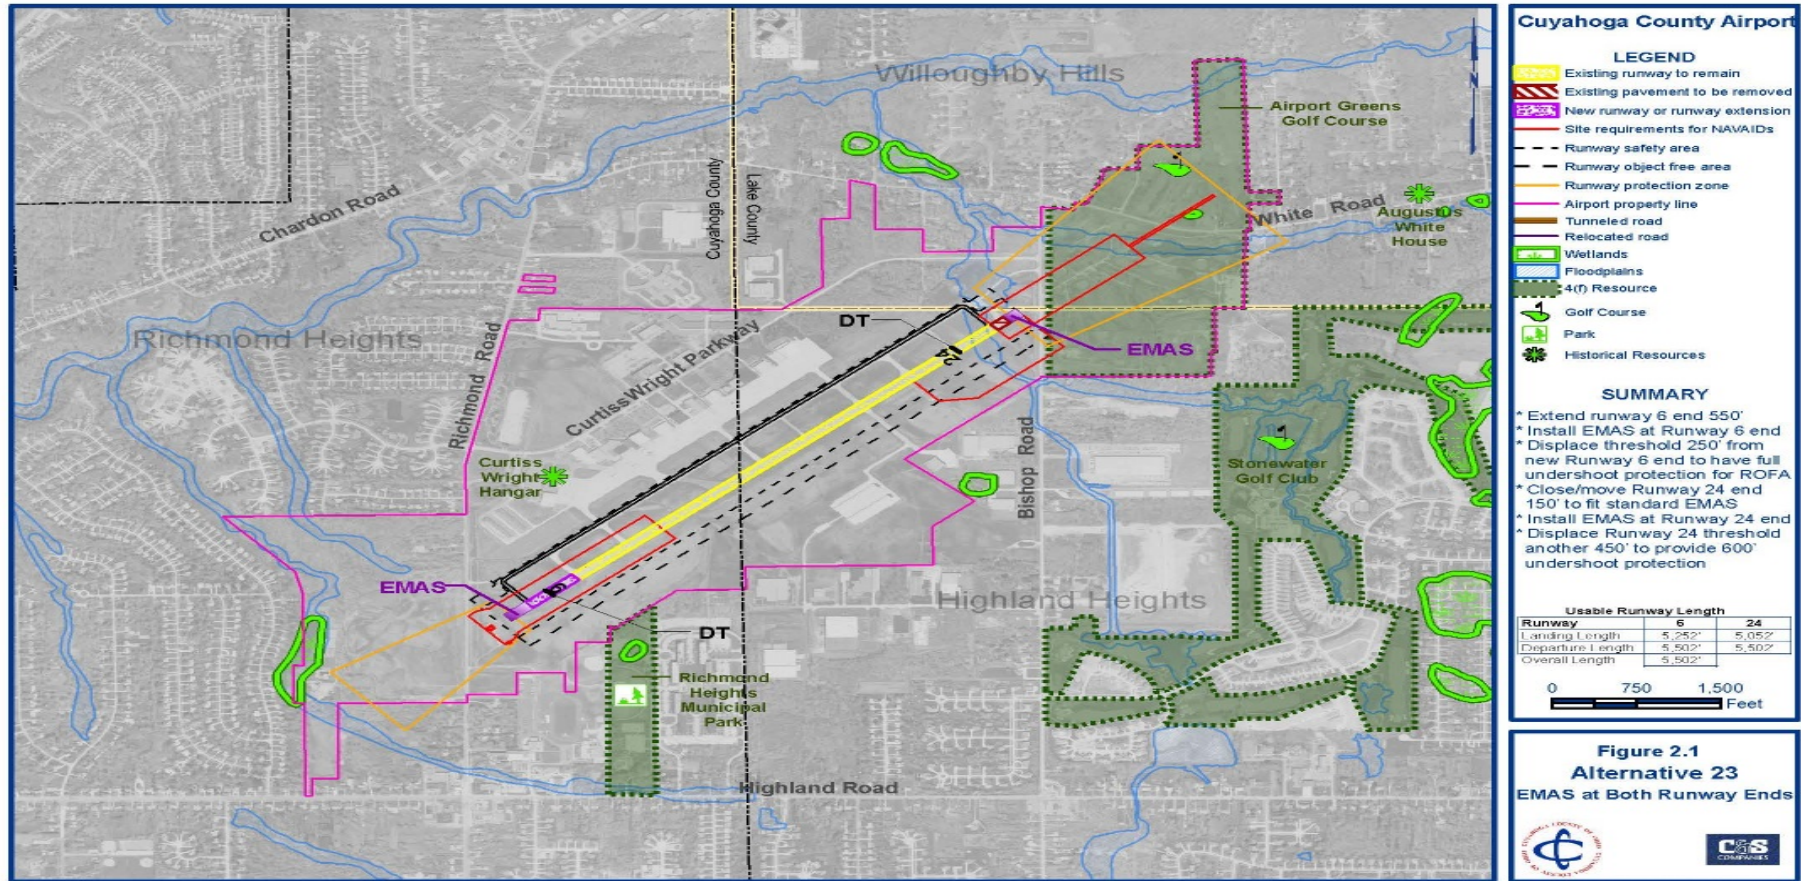 Willoughby Hills
Airport Greens
Golf Course
Chardon Road
Cuyahoga County
Lake County
White Road
Augustus
White
House
Richmond Heights
Richmond Road
Curtiss Wright Parkway
DT
24
EMAS
Curtiss
Wright
Hangar
Bishop Road
Stonewater
Golf Club
EMAS
6
DT
Highland Heights
Richmond
Heights
Municipal
Park
Highland Road
Cuyahoga County Airport
LEGEND
Existing runway to remain
Existing pavement to be removed
New runway or runway extension
Site requirements for NAVAIDs
Runway safety area
Runway object free area
Runway protection zone
Airport property line
Tunneled road
Relocated road
Wetlands
Floodplains
4(f) Resource
Golf Course
Park
Historical Resources
SUMMARY
* Extend runway 6 end 550'
* Install EMAS at Runway 6 end
* Displace threshold 250' from
new Runway 6 end to have full
undershoot protection for ROFA
* Close/move Runway 24 end
150' to fit standard EMAS
* Install EMAS at Runway 24 end
* Displace Runway 24 threshold
another 450' to provide 600'
undershoot protection
Usable Runway Length
Runway 6 24
Landing Length 5,252' 5,052'
Departure Length 5,502' 5,502'
Overall Length 5,502'
0 750 1,500
Feet
Figure 2.1
Alternative 23
EMAS at Both Runway Ends
C&S
COMPANIES